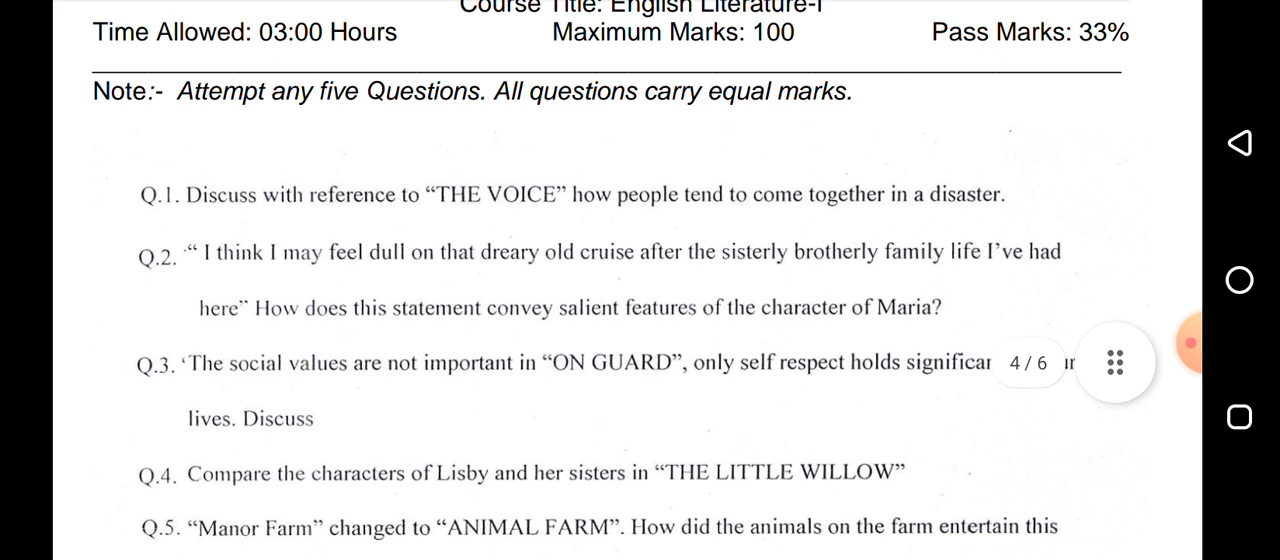 Course Title: English Literature-I
Time Allowed: 03:00 Hours Maximum Marks: 100 Pass Marks: 33%
Note:- Attempt any five Questions. All questions carry equal marks.
Q.1. Discuss with reference to “THE VOICE” how people tend to come together in a disaster.
Q.2. “ I think I may feel dull on that dreary old cruise after the sisterly brotherly family life I’ve had
here” How does this statement convey salient features of the character of Maria?
Q.3. ‘The social values are not important in “ON GUARD”, only self respect holds
4 / 6
lives. Discuss
Q.4. Compare the characters of Lisby and her sisters in “THE LITTLE WILLOW”
Q.5. “Manor Farm” changed to “ANIMAL FARM”. How did the animals on the farm entertain this